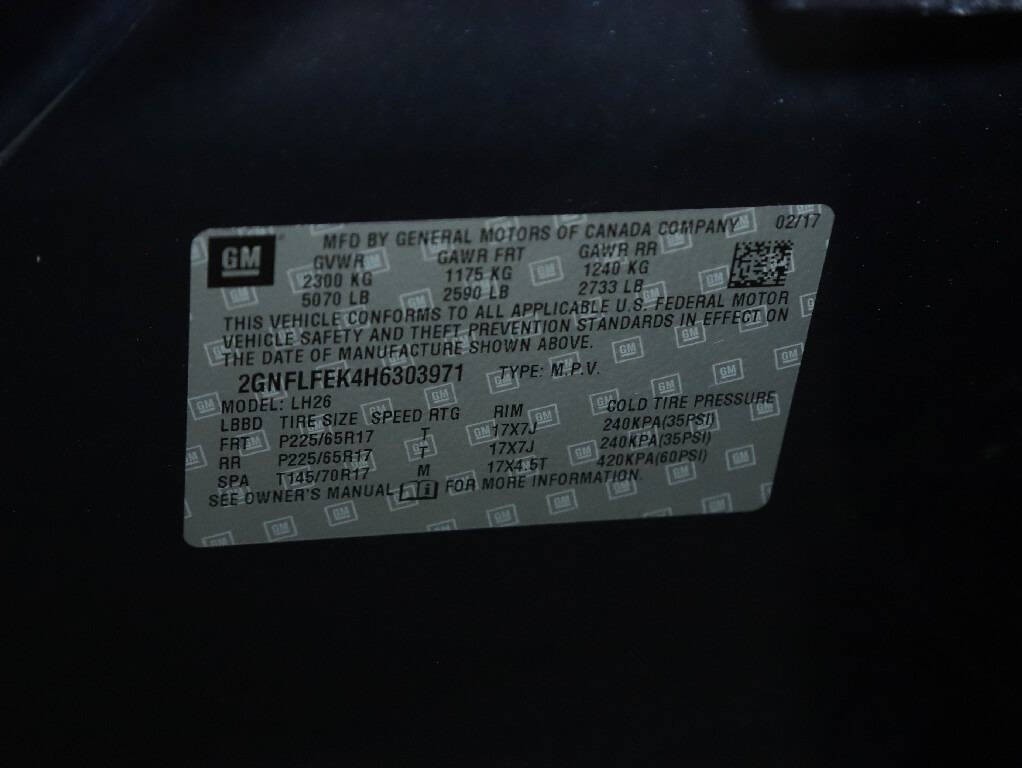 GM
MFD BY GENERAL MOTORS OF CANADA COMPANY 02/17
GVWR GAWR FRT GAWR RR
2300 KG 1175 KG 1240 KG
5070 LB 2590 LB 2733 LB
THIS VEHICLE CONFORMS TO ALL APPLICABLE U.S. FEDERAL MOTOR
VEHICLE SAFETY AND THEFT PREVENTION STANDARDS IN EFFECT ON
THE DATE OF MANUFACTURE SHOWN ABOVE.
2GNFLFEK4H6303971 TYPE: M.P.V.
MODEL: LH26
LBBD TIRE SIZE SPEED RTG RIM COLD TIRE PRESSURE
FRT P225/65R17 T 17X7J 240KPA(35PSI)
RR P225/65R17 T 17X7J 240KPA(35PSI)
SPA T145/70R17 M 17X4.5T 420KPA(60PSI)
SEE OWNER'S MANUAL FOR MORE INFORMATION.